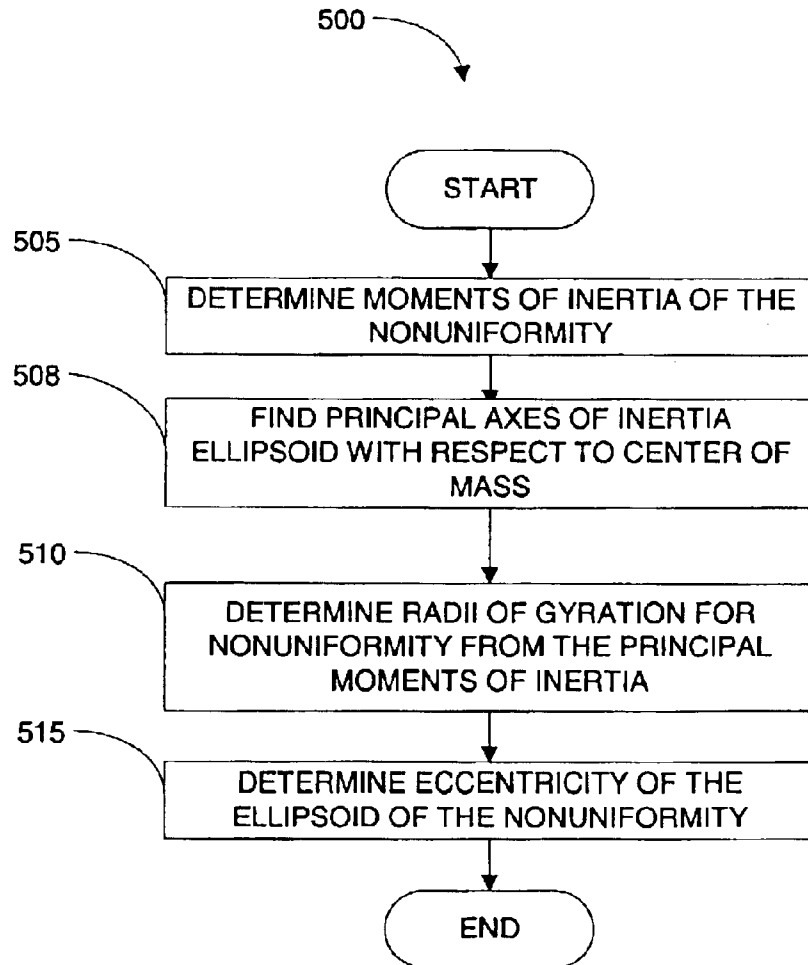 500
START
505
DETERMINE MOMENTS OF INERTIA OF THE
NONUNIFORMITY
508
FIND PRINCIPAL AXES OF INERTIA
ELLIPSOID WITH RESPECT TO CENTER OF
MASS
510
DETERMINE RADII OF GYRATION FOR
NONUNIFORMITY FROM THE PRINCIPAL
MOMENTS OF INERTIA
515
DETERMINE ECCENTRICITY OF THE
ELLIPSOID OF THE NONUNIFORMITY
END